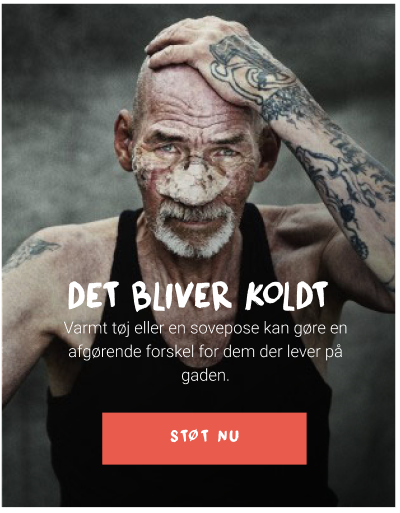 DET BLIVER KOLDT
Varmt tøj eller en sovepose kan gøre en
afgørende forskel for dem der lever på
gaden.
STØT NU